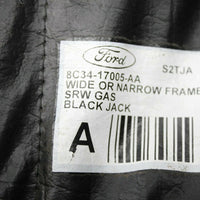 Ford
S2TJA
8C34-17005-AA
WIDE OR NARROW FRAME
SRW GAS
BLACK JACK
A